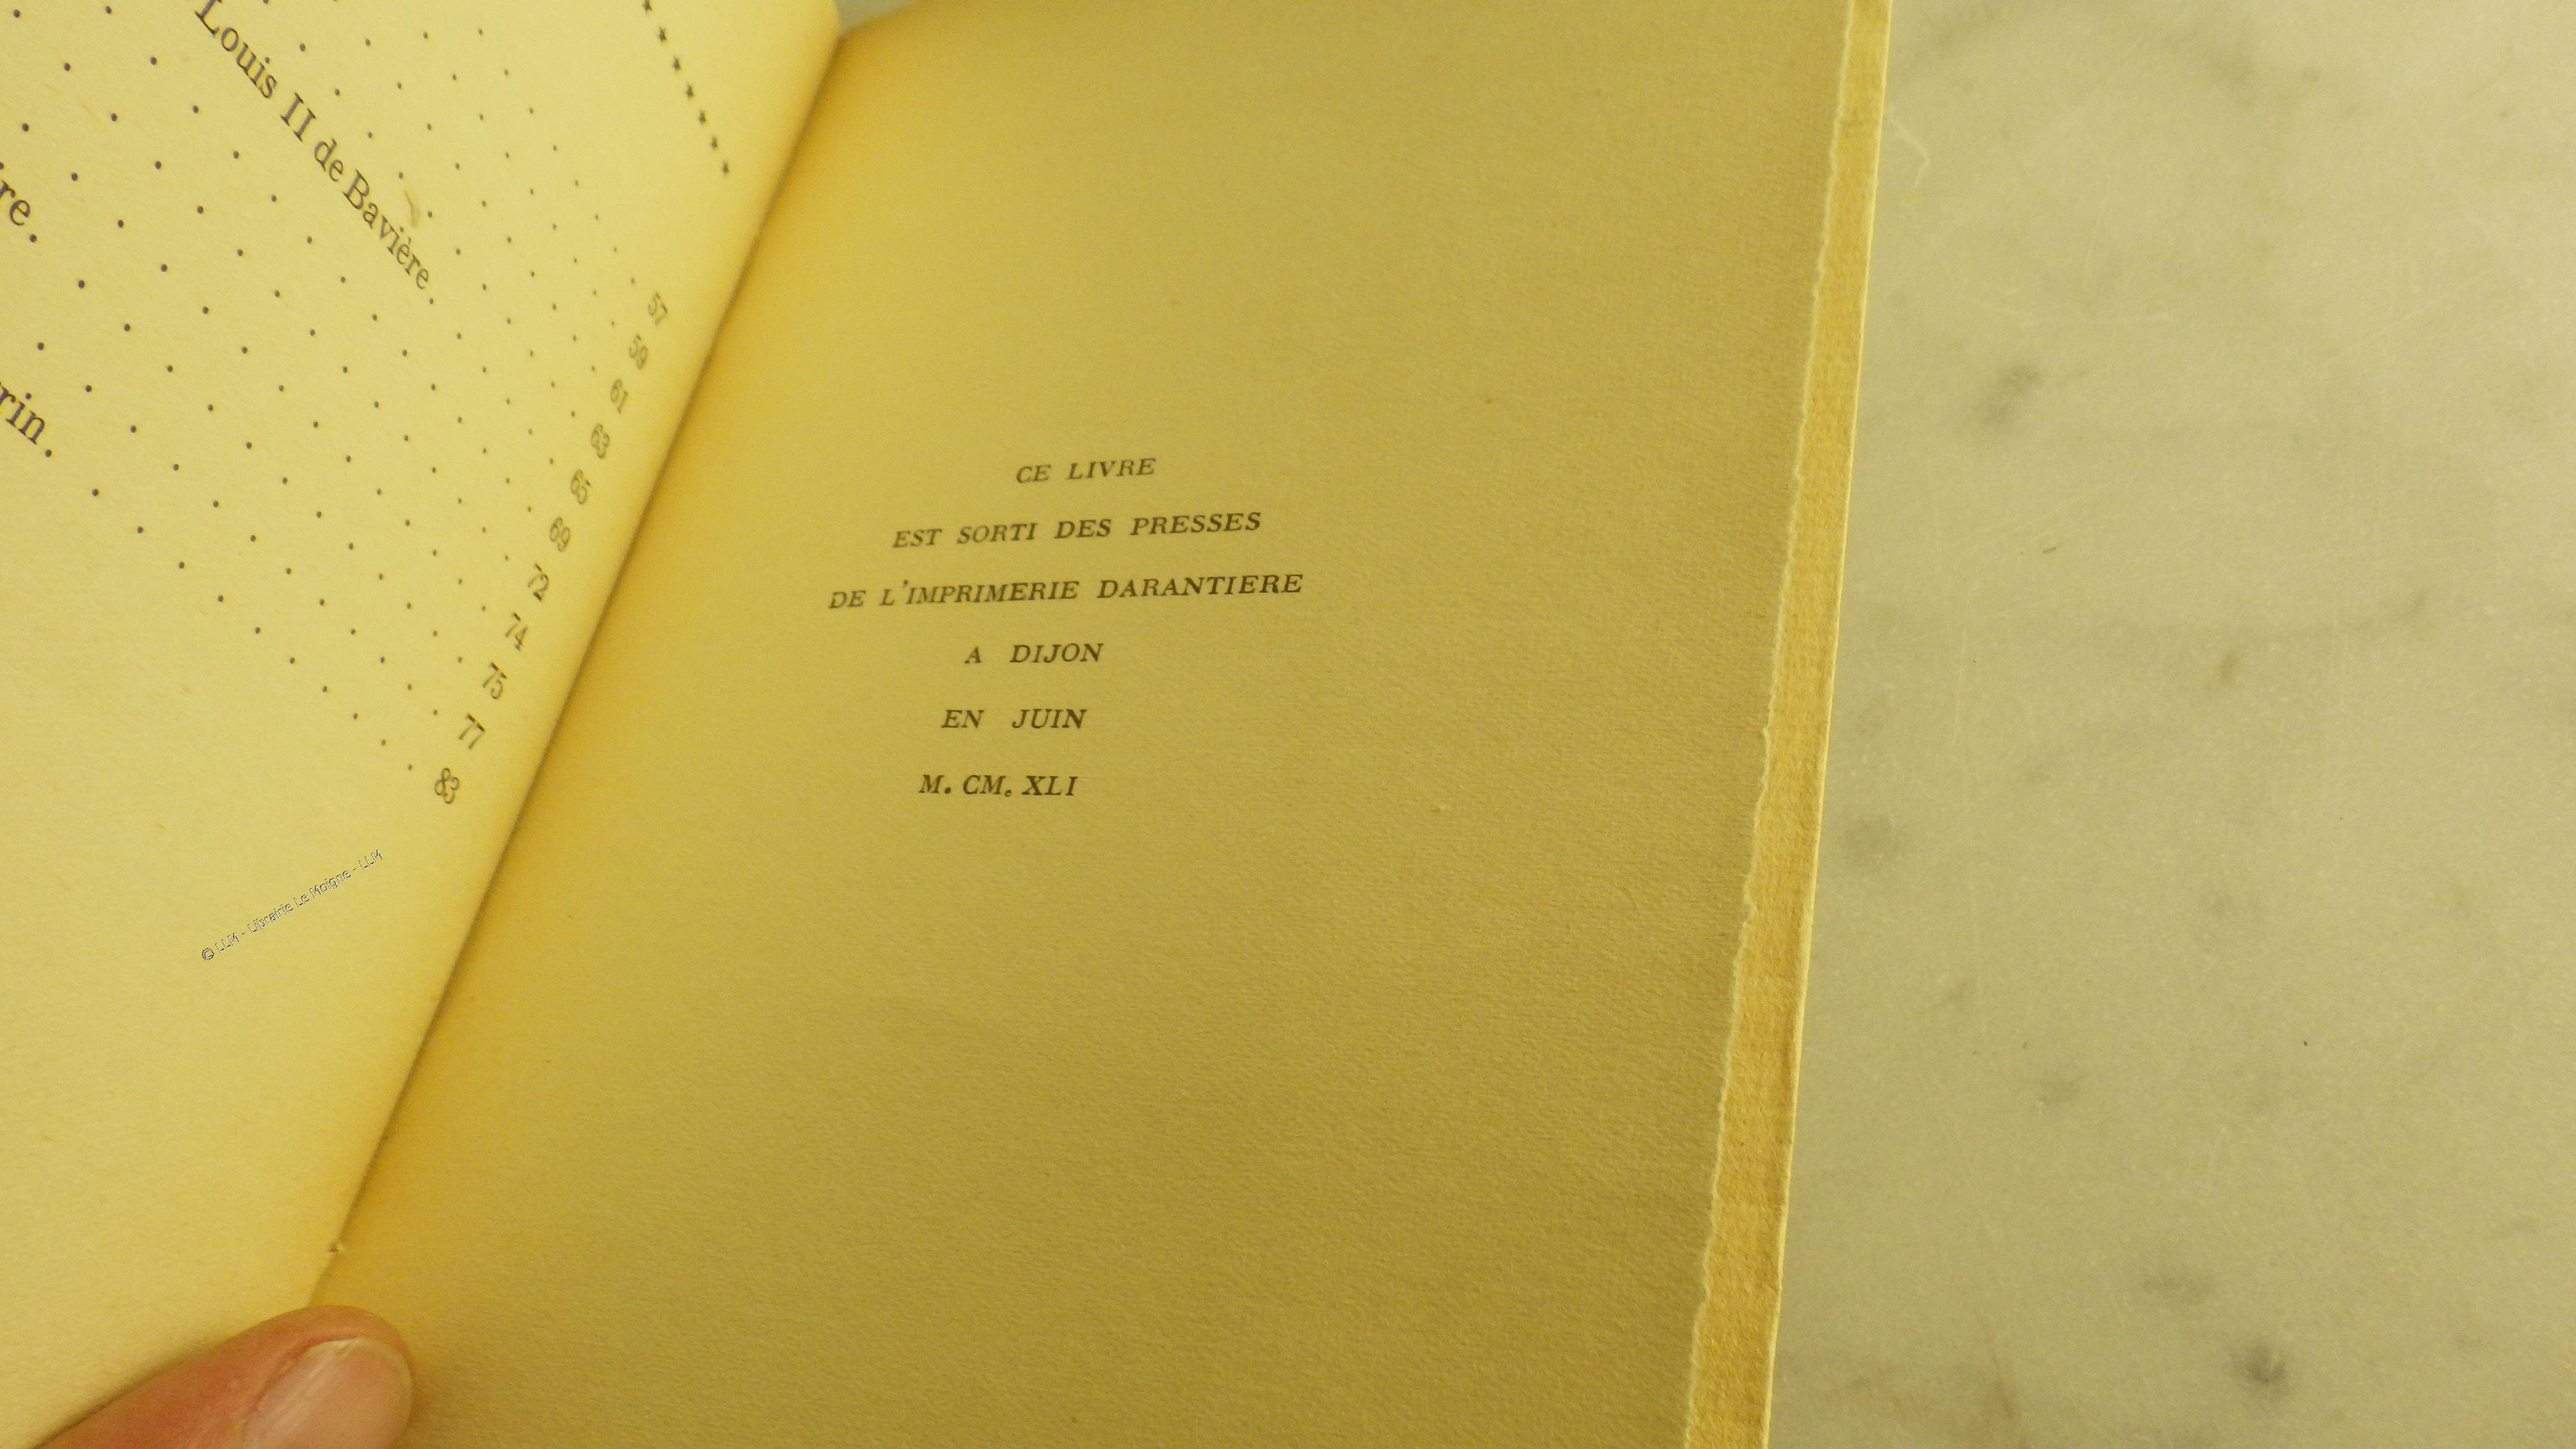 Louis II de Bavière.
re.
rin.
57
59
61
63
65
69
72
74
75
77
83
© LLM - Librairie Le Moigne - LLM
CE LIVRE
EST SORTI DES PRESSES
DE L'IMPRIMERIE DARANTIERE
A DIJON
EN JUIN
M. CM. XLI